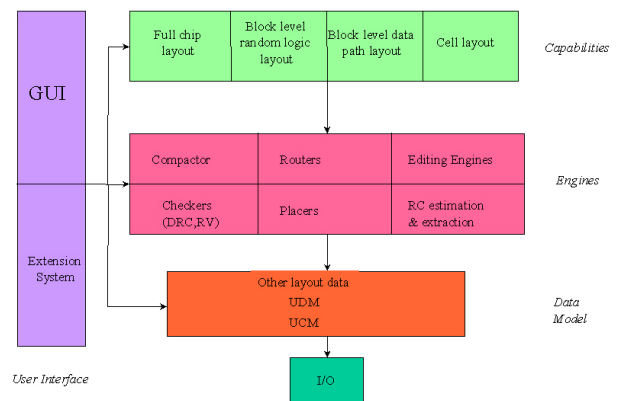 GUI
Extension
System
User Interface
Full chip
layout
Block level
random logic
layout
Block level data
path layout
Cell layout
Capabilities
Compactor
Routers
Editing Engines
Checkers
(DRC,RV)
Placers
RC estimation
& extraction
Engines
Other layout data
UDM
UCM
Data
Model
I/O